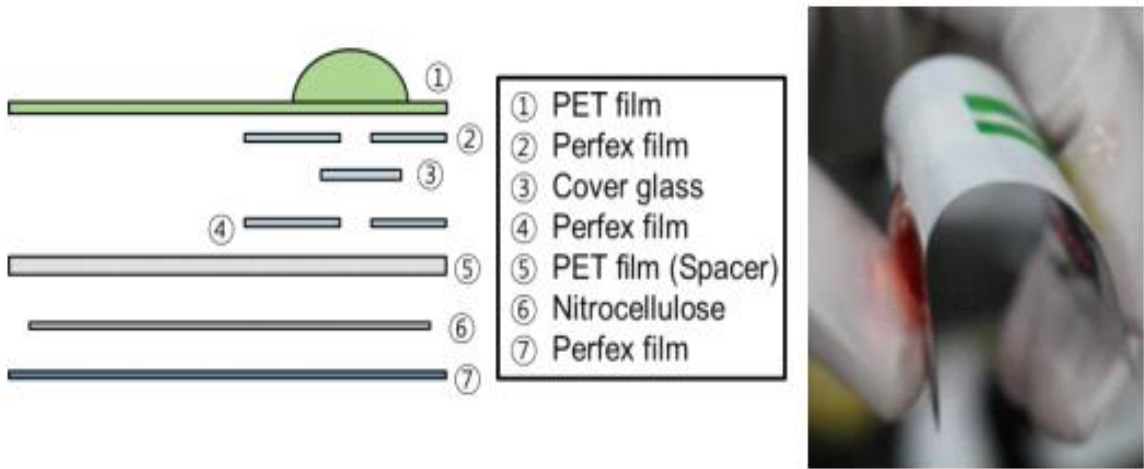 ①
②
③
④
⑤
⑥
⑦
① PET film
② Perfex film
③ Cover glass
④ Perfex film
⑤ PET film (Spacer)
⑥ Nitrocellulose
⑦ Perfex film